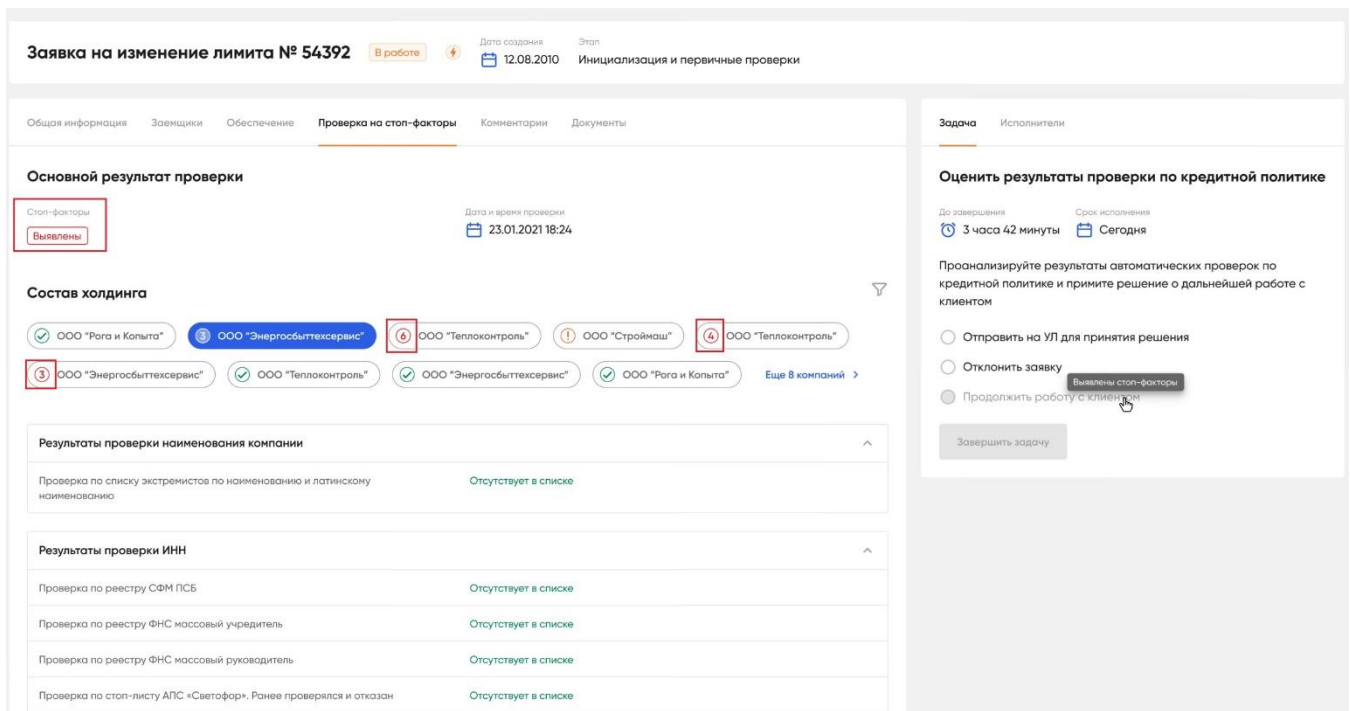 Заявка на изменение лимита № 54392
В работе
Дата создания
12.08.2010
Этап
Инициализация и первичные проверки
Общая информация
Заемщики
Обеспечение
Проверка на стоп-факторы
Комментарии
Документы
Основной результат проверки
Стоп-факторы
Выявлены
Дата и время проверки
23.01.2021 18:24
Состав холдинга
ООО "Рога и Копыта"
3 ООО "Энергосбыттехсервис"
6 ООО "Теплоконтроль"
! ООО "Строймаш"
4 ООО "Теплоконтроль"
3 ООО "Энергосбыттехсервис"
ООО "Теплоконтроль"
ООО "Энергосбыттехсервис"
ООО "Рога и Копыта"
Еще 8 компаний >
Результаты проверки наименования компании
Проверка по списку экстремистов по наименованию и латинскому
наименованию
Отсутствует в списке
Результаты проверки ИНН
Проверка по реестру СФМ ПСБ
Отсутствует в списке
Проверка по реестру ФНС массовый учредитель
Отсутствует в списке
Проверка по реестру ФНС массовый руководитель
Отсутствует в списке
Проверка по стоп-листу АПС «Светофор». Ранее проверялся и отказан
Отсутствует в списке
Задача
Исполнители
Оценить результаты проверки по кредитной политике
До завершения
3 часа 42 минуты
Срок исполнения
Сегодня
Проанализируйте результаты автоматических проверок по
кредитной политике и примите решение о дальнейшей работе с
клиентом
Отправить на УЛ для принятия решения
Отклонить заявку
Выявлены стоп-факторы
Продолжить работу с клиентом
Завершить задачу